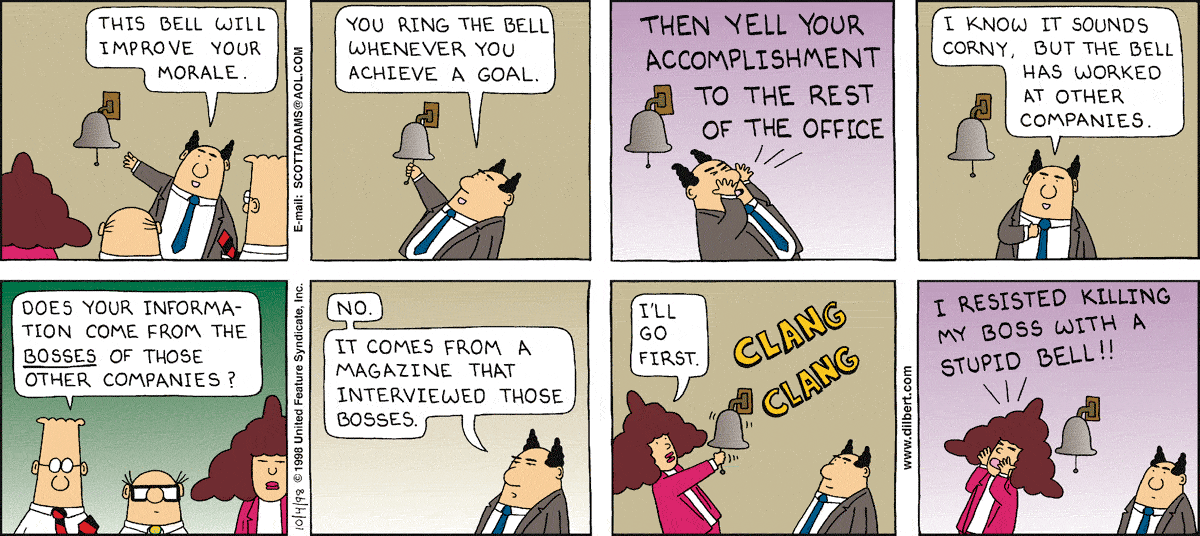 THIS BELL WILL
IMPROVE YOUR
MORALE.
E-mail: SCOTTADAMS@AOL.COM
YOU RING THE BELL
WHENEVER YOU
ACHIEVE A GOAL.
THEN YELL YOUR
ACCOMPLISHMENT
TO THE REST
OF THE OFFICE
I KNOW IT SOUNDS
CORNY, BUT THE BELL
HAS WORKED
AT OTHER
COMPANIES.
DOES YOUR INFORMA-
TION COME FROM THE
BOSSES OF THOSE
OTHER COMPANIES?
10/4/98 © 1998 United Feature Syndicate, Inc.
NO.
IT COMES FROM A
MAGAZINE THAT
INTERVIEWED THOSE
BOSSES.
I'LL
GO
FIRST.
CLANG
CLANG
www.dilbert.com
I RESISTED KILLING
MY BOSS WITH A
STUPID BELL!!